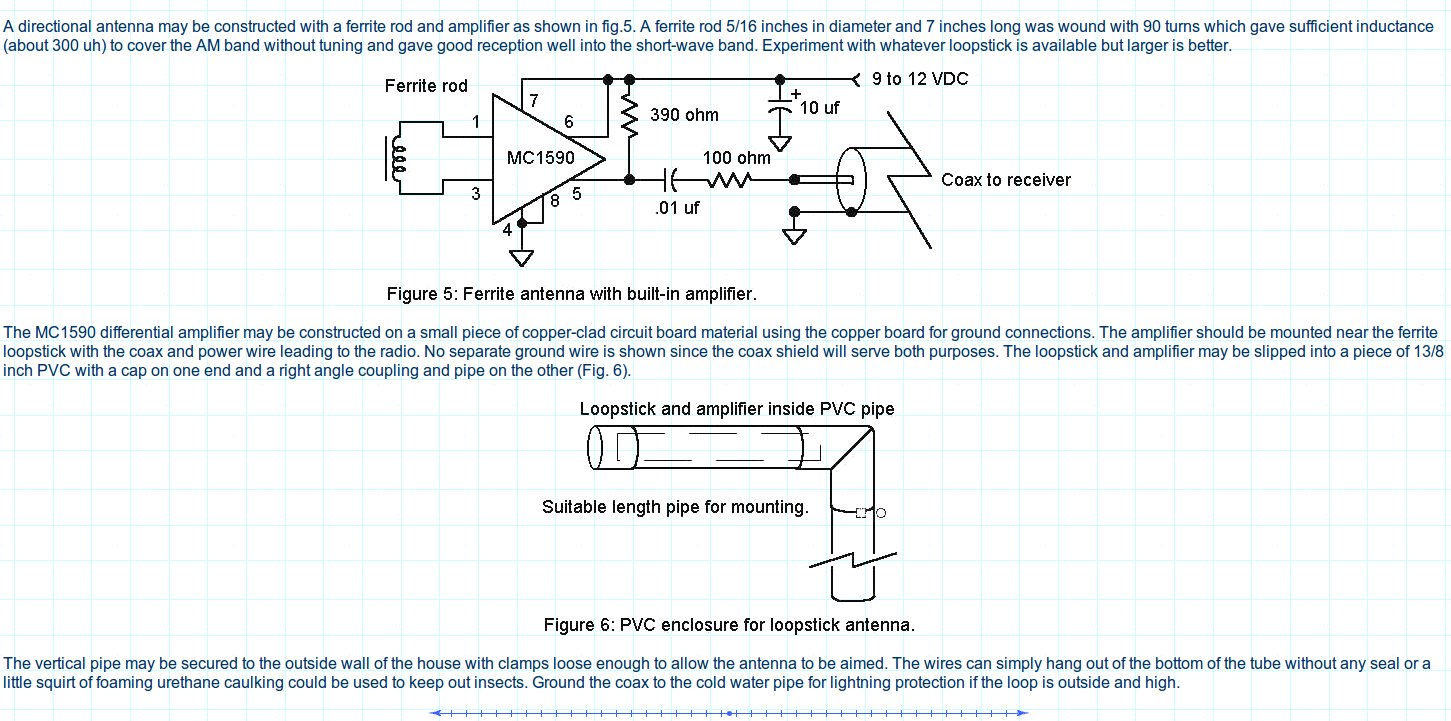 A directional antenna may be constructed with a ferrite rod and amplifier as shown in fig.5. A ferrite rod 5/16 inches in diameter and 7 inches long was wound with 90 turns which gave sufficient inductance
(about 300 uh) to cover the AM band without tuning and gave good reception well into the short-wave band. Experiment with whatever loopstick is available but larger is better.
Ferrite rod
9 to 12 VDC
7
+
10 uf
390 ohm
1
6
MC1590
100 ohm
Coax to receiver
3
8
5
.01 uf
4
Figure 5: Ferrite antenna with built-in amplifier.
The MC1590 differential amplifier may be constructed on a small piece of copper-clad circuit board material using the copper board for ground connections. The amplifier should be mounted near the ferrite
loopstick with the coax and power wire leading to the radio. No separate ground wire is shown since the coax shield will serve both purposes. The loopstick and amplifier may be slipped into a piece of 13/8
inch PVC with a cap on one end and a right angle coupling and pipe on the other (Fig. 6).
Loopstick and amplifier inside PVC pipe
Suitable length pipe for mounting.
Figure 6: PVC enclosure for loopstick antenna.
The vertical pipe may be secured to the outside wall of the house with clamps loose enough to allow the antenna to be aimed. The wires can simply hang out of the bottom of the tube without any seal or a
little squirt of foaming urethane caulking could be used to keep out insects. Ground the coax to the cold water pipe for lightning protection if the loop is outside and high.